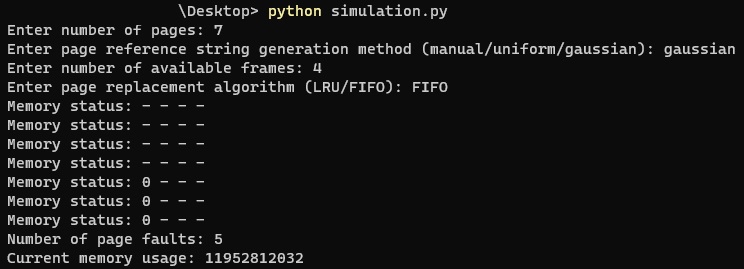 \Desktop> python simulation.py
Enter number of pages: 7
Enter page reference string generation method (manual/uniform/gaussian): gaussian
Enter number of available frames: 4
Enter page replacement algorithm (LRU/FIFO): FIFO
Memory status: - - - -
Memory status: - - - -
Memory status: - - - -
Memory status: - - - -
Memory status: 0 - - -
Memory status: 0 - - -
Memory status: 0 - - -
Number of page faults: 5
Current memory usage: 11952812032